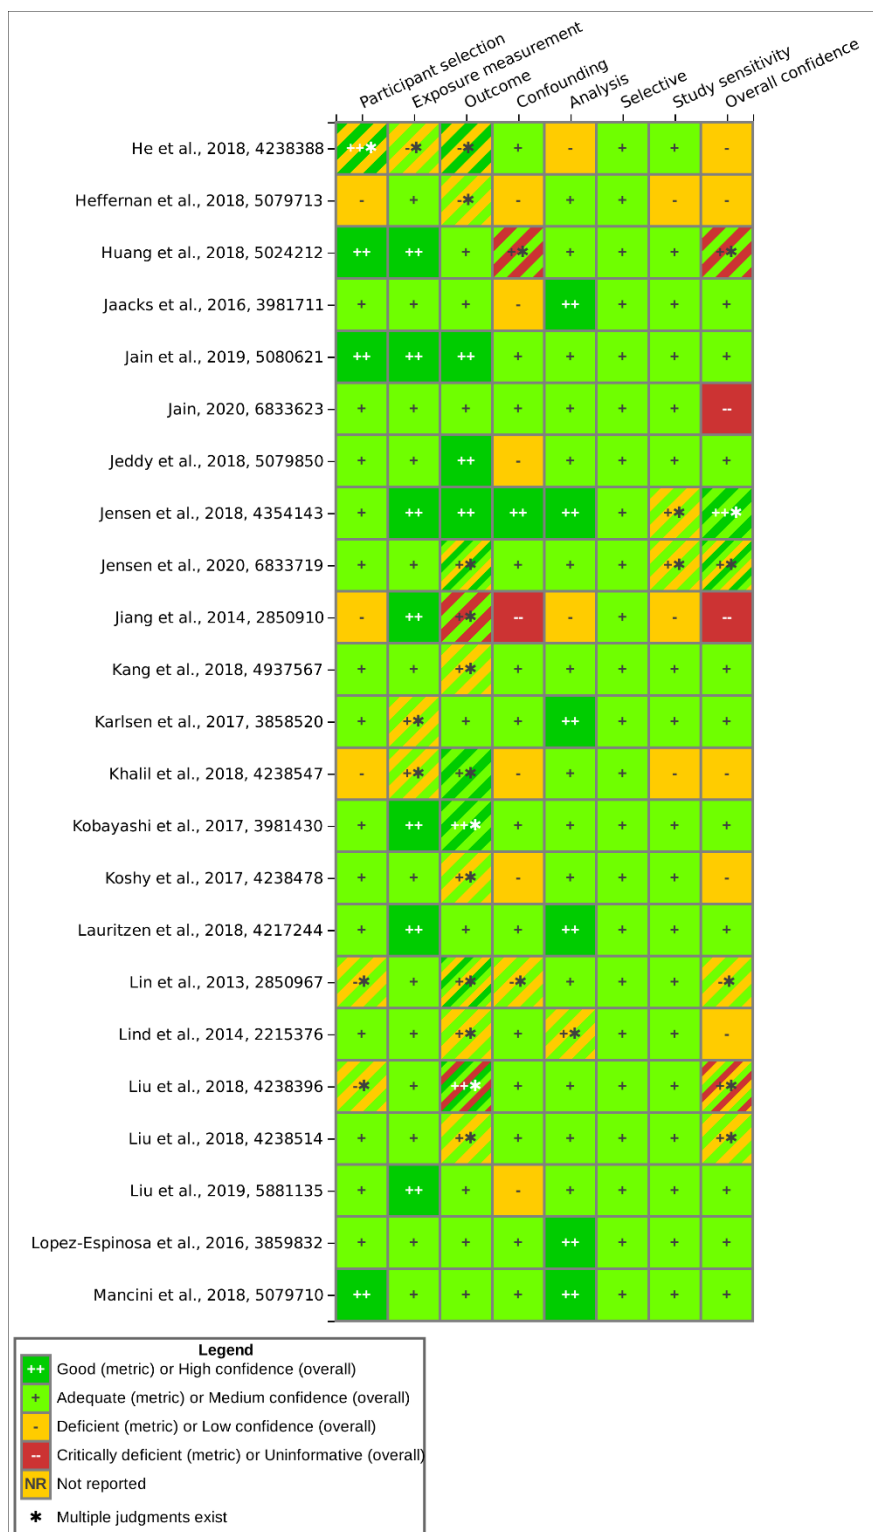 Participant selection
Exposure measurement
Outcome
Confounding
Analysis
Selective
Study sensitivity
Overall confidence
He et al., 2018, 4238388 ++✱ -✱ -✱ + - + + -
Heffernan et al., 2018, 5079713 - + -✱ - + + - -
Huang et al., 2018, 5024212 ++ ++ + +✱ + + + +✱
Jaacks et al., 2016, 3981711 + + + - ++ + + +
Jain et al., 2019, 5080621 ++ ++ ++ + + + + +
Jain, 2020, 6833623 + + + + + + + --
Jeddy et al., 2018, 5079850 + + ++ - + + + +
Jensen et al., 2018, 4354143 + ++ ++ ++ ++ + +✱ ++✱
Jensen et al., 2020, 6833719 + + +✱ + + + +✱ +✱
Jiang et al., 2014, 2850910 - ++ +✱ -- - + - --
Kang et al., 2018, 4937567 + + +✱ + + + + +
Karlsen et al., 2017, 3858520 + +✱ + + ++ + + +
Khalil et al., 2018, 4238547 - +✱ +✱ - + + - -
Kobayashi et al., 2017, 3981430 + ++ ++✱ + + + + +
Koshy et al., 2017, 4238478 + + +✱ - + + + -
Lauritzen et al., 2018, 4217244 + ++ + + ++ + + +
Lin et al., 2013, 2850967 -✱ + +✱ -✱ + + + -✱
Lind et al., 2014, 2215376 + + +✱ + +✱ + + -
Liu et al., 2018, 4238396 -✱ + ++✱ + + + + +✱
Liu et al., 2018, 4238514 + + +✱ + + + + +✱
Liu et al., 2019, 5881135 + ++ + - + + + +
Lopez-Espinosa et al., 2016, 3859832 + + + + ++ + + +
Mancini et al., 2018, 5079710 ++ + + + ++ + + +
Legend
++ Good (metric) or High confidence (overall)
+ Adequate (metric) or Medium confidence (overall)
- Deficient (metric) or Low confidence (overall)
-- Critically deficient (metric) or Uninformative (overall)
NR Not reported
✱ Multiple judgments exist